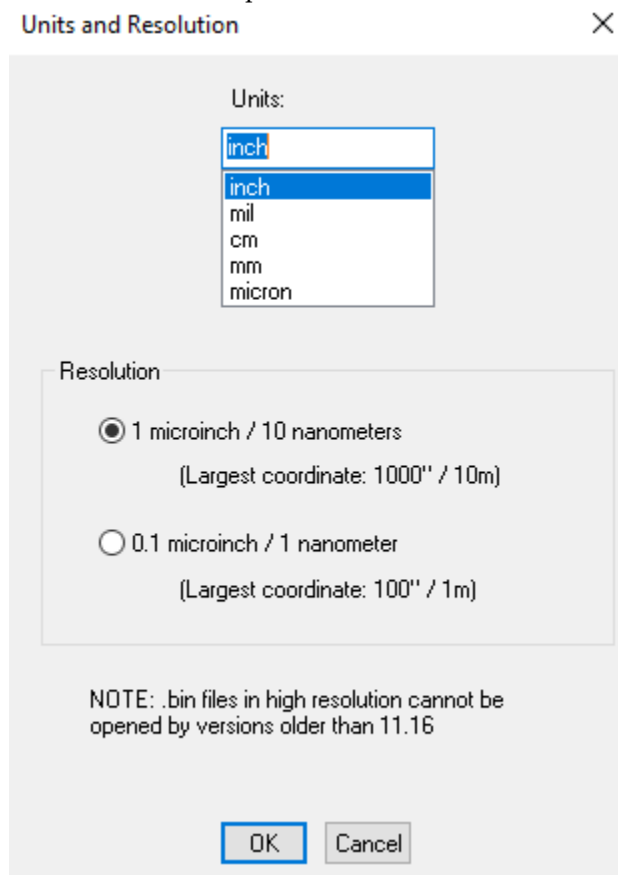 Units and Resolution
Units:
inch
inch
mil
cm
mm
micron
Resolution
1 microinch / 10 nanometers
(Largest coordinate: 1000'' / 10m)
0.1 microinch / 1 nanometer
(Largest coordinate: 100'' / 1m)
NOTE: .bin files in high resolution cannot be
opened by versions older than 11.16
OK Cancel